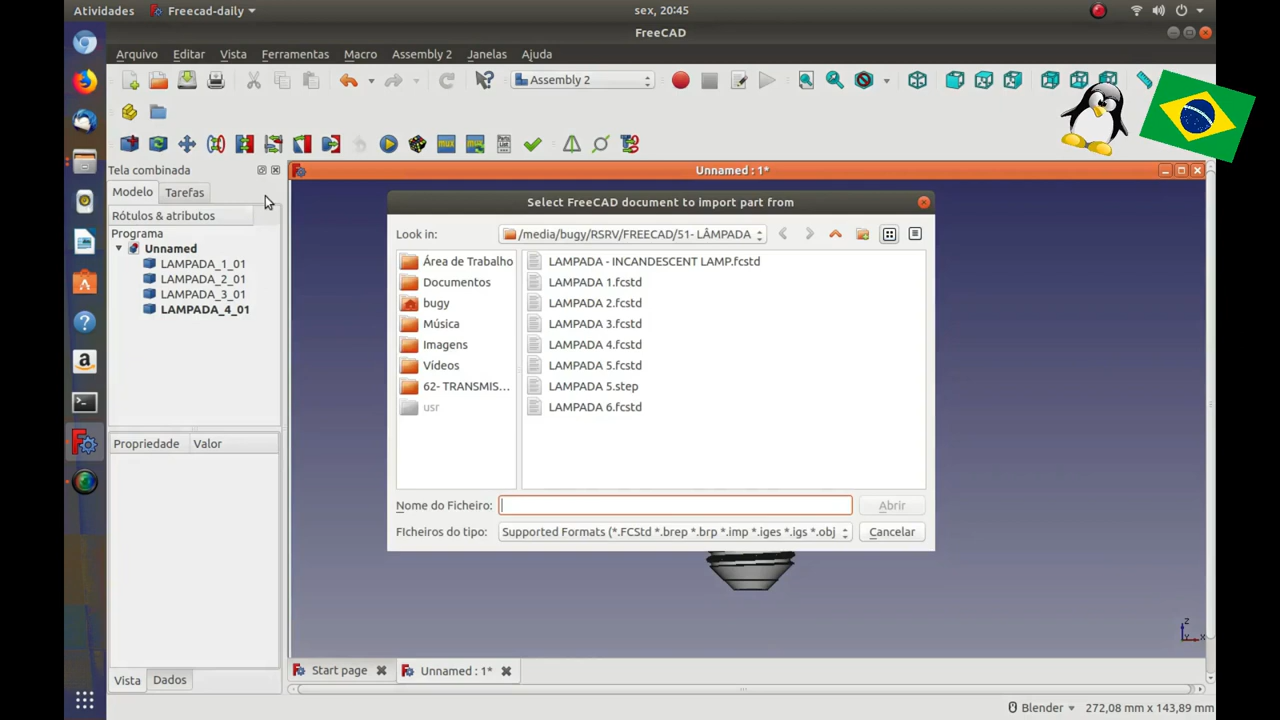 Atividades
Freecad-daily
sex, 20:45
FreeCAD
Arquivo Editar Vista Ferramentas Macro Assembly 2 Janelas Ajuda
Assembly 2
Tela combinada
Unnamed : 1*
Modelo Tarefas
Select FreeCAD document to import part from
Rótulos & atributos
Programa
Unnamed
LAMPADA_1_01
LAMPADA_2_01
LAMPADA_3_01
LAMPADA_4_01
Look in: /media/bugy/RSRV/FREECAD/51- LÂMPADA
Área de Trabalho
Documentos
bugy
Música
Imagens
Vídeos
62- TRANSMIS...
usr
LAMPADA - INCANDESCENT LAMP.fcstd
LAMPADA 1.fcstd
LAMPADA 2.fcstd
LAMPADA 3.fcstd
LAMPADA 4.fcstd
LAMPADA 5.fcstd
LAMPADA 5.step
LAMPADA 6.fcstd
Propriedade Valor
Nome do Ficheiro: Abrir
FIcheiros do tipo: Supported Formats (*.FCStd *.brep *.brp *.imp *.iges *.igs *.obj Cancelar
Z
Y X
Start page Unnamed : 1*
Vista Dados
Blender 272,08 mm x 143,89 mm